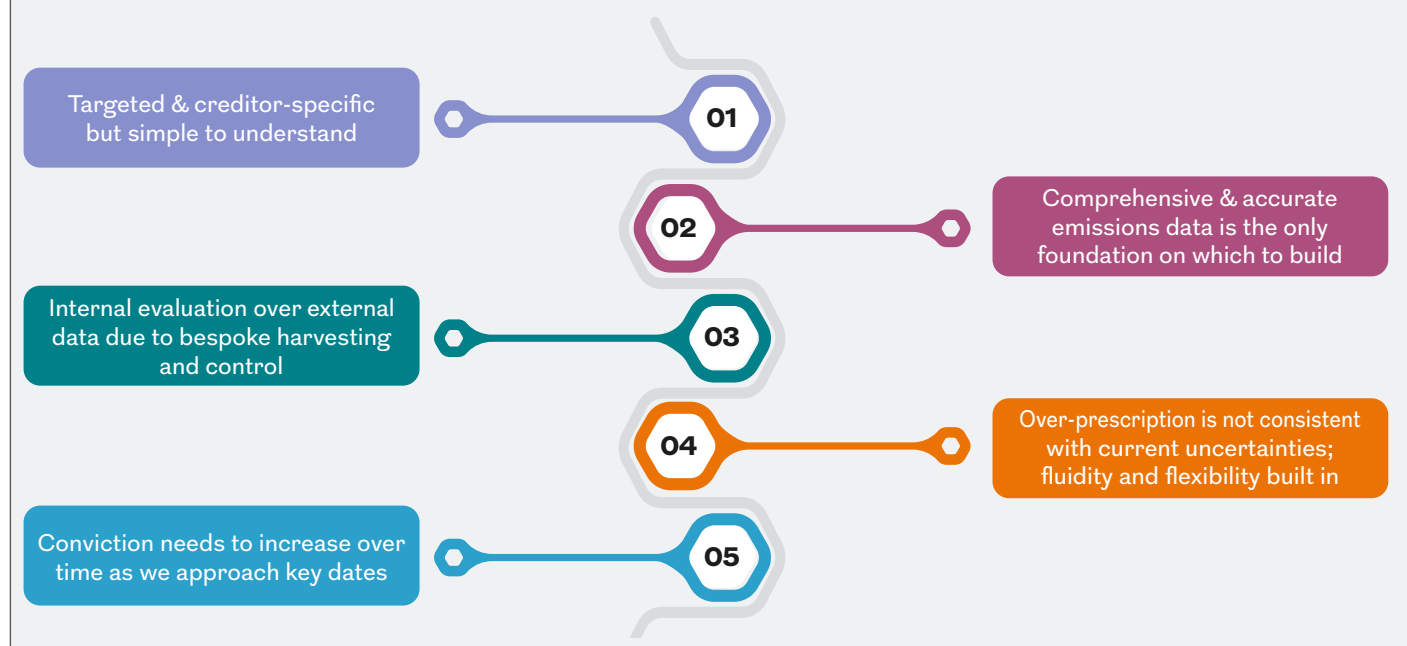 Targeted & creditor-specific
but simple to understand
01
02
Comprehensive & accurate
emissions data is the only
foundation on which to build
Internal evaluation over external
data due to bespoke harvesting
and control
03
04
Over-prescription is not consistent
with current uncertainties;
fluidity and flexibility built in
Conviction needs to increase over
time as we approach key dates
05